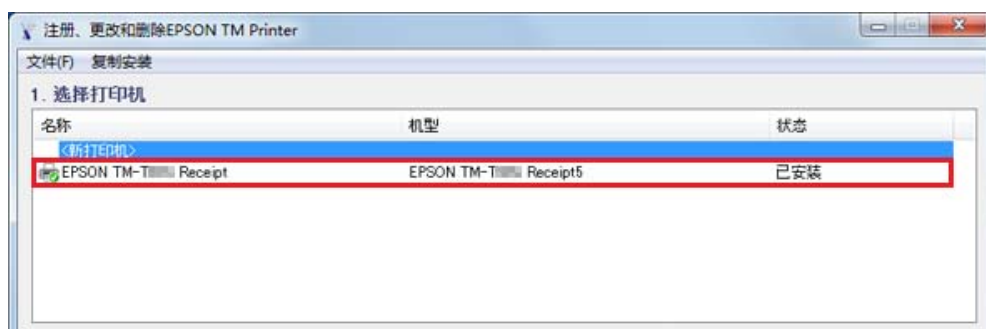 注册、更改和删除EPSON TM Printer
文件(F) 复制安装
1. 选择打印机
名称 机型 状态
<新打印机>
EPSON TM-T Receipt EPSON TM-T Receipt5 已安装